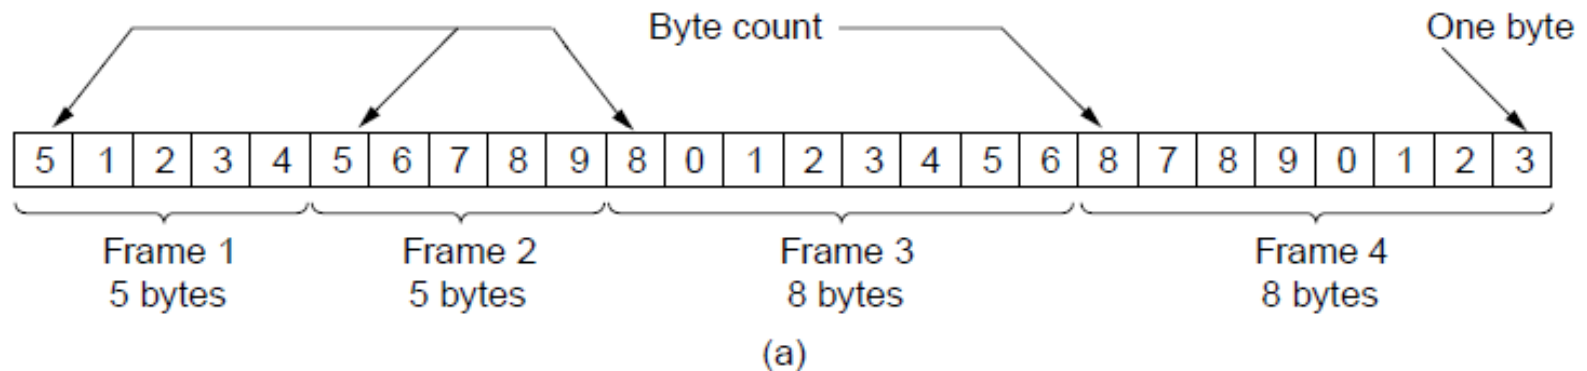 Byte count One byte
5 1 2 3 4 5 6 7 8 9 8 0 1 2 3 4 5 6 8 7 8 9 0 1 2 3
Frame 1 Frame 2 Frame 3 Frame 4
5 bytes 5 bytes 8 bytes 8 bytes
(a)